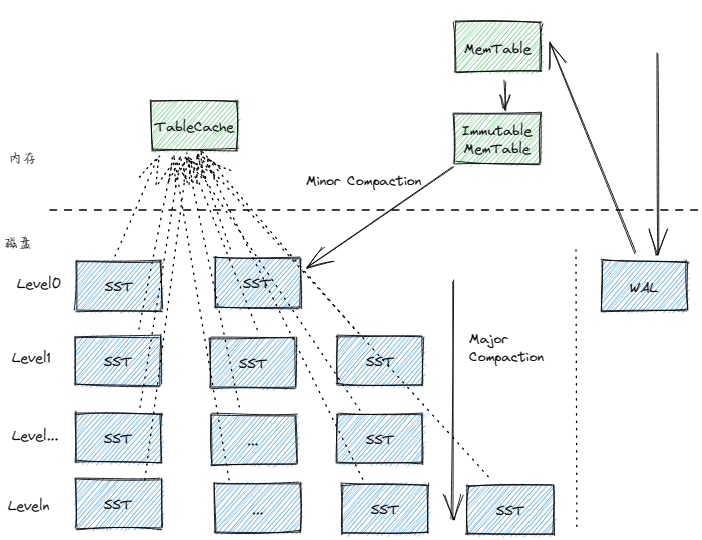 MemTable
TableCache
Immutable
MemTable
内存
Minor Compaction
磁盘
Level0
SST
SST
WAL
Level1
SST
SST
SST
Major
Compaction
Level...
SST
...
SST
Leveln
SST
...
SST
SST